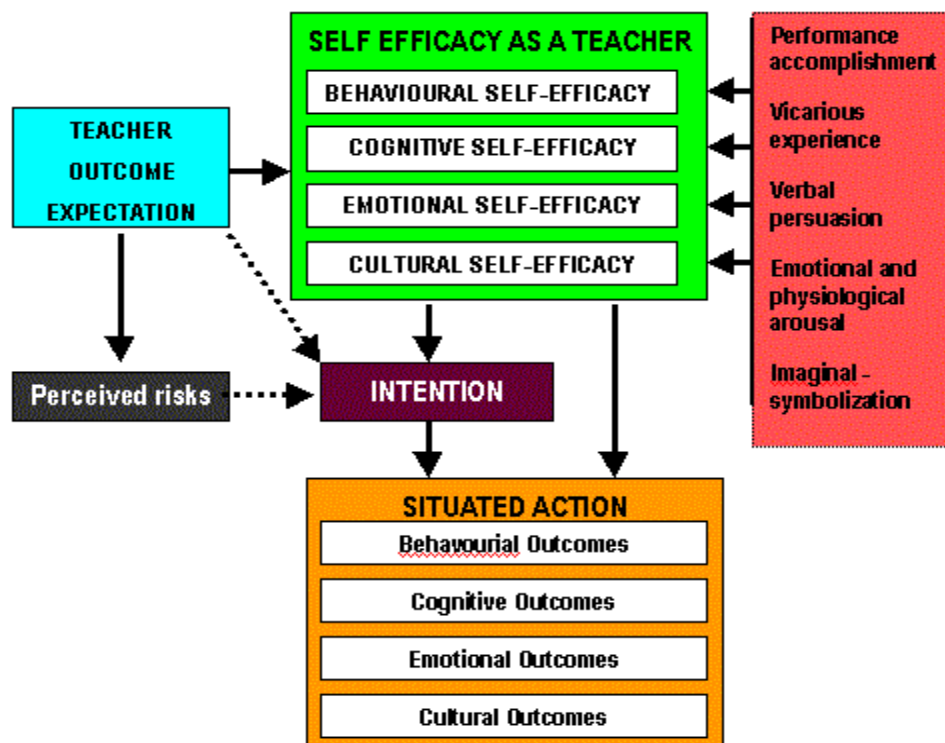 SELF EFFICACY AS A TEACHER
BEHAVIOURAL SELF-EFFICACY
COGNITIVE SELF-EFFICACY
EMOTIONAL SELF-EFFICACY
CULTURAL SELF-EFFICACY
Performance
accomplishment
Vicarious
experience
Verbal
persuasion
Emotional and
physiological
arousal
Imaginal -
symbolization
TEACHER
OUTCOME
EXPECTATION
Perceived risks
INTENTION
SITUATED ACTION
Behavourial Outcomes
Cognitive Outcomes
Emotional Outcomes
Cultural Outcomes